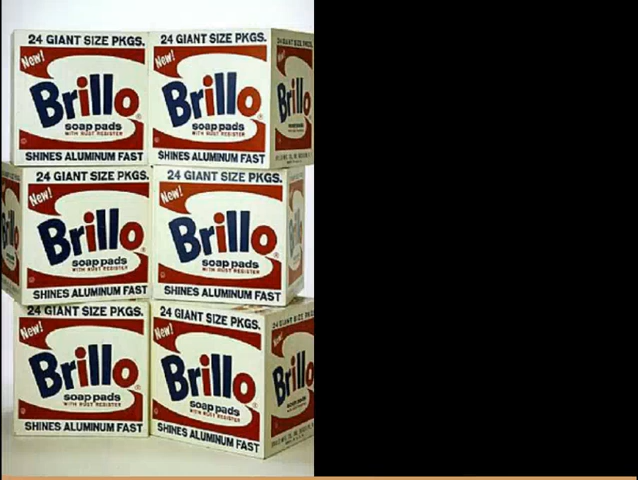 24 GIANT SIZE PKGS.
New!
Brillo®
soap pads
WITH RUST RESISTER
SHINES ALUMINUM FAST
24 GIANT SIZE PKGS.
New!
Brillo®
soap pads
WITH RUST RESISTER
SHINES ALUMINUM FAST
Brillo
24 GIANT SIZE PKGS.
New!
Brillo®
soap pads
WITH RUST RESISTER
SHINES ALUMINUM FAST
24 GIANT SIZE PKGS.
New!
Brillo®
soap pads
WITH RUST RESISTER
SHINES ALUMINUM FAST
24 GIANT SIZE PKGS.
New!
Brillo®
soap pads
WITH RUST RESISTER
SHINES ALUMINUM FAST
24 GIANT SIZE PKGS.
New!
Brillo®
soap pads
WITH RUST RESISTER
SHINES ALUMINUM FAST
24 GIANT SIZE
Brillo